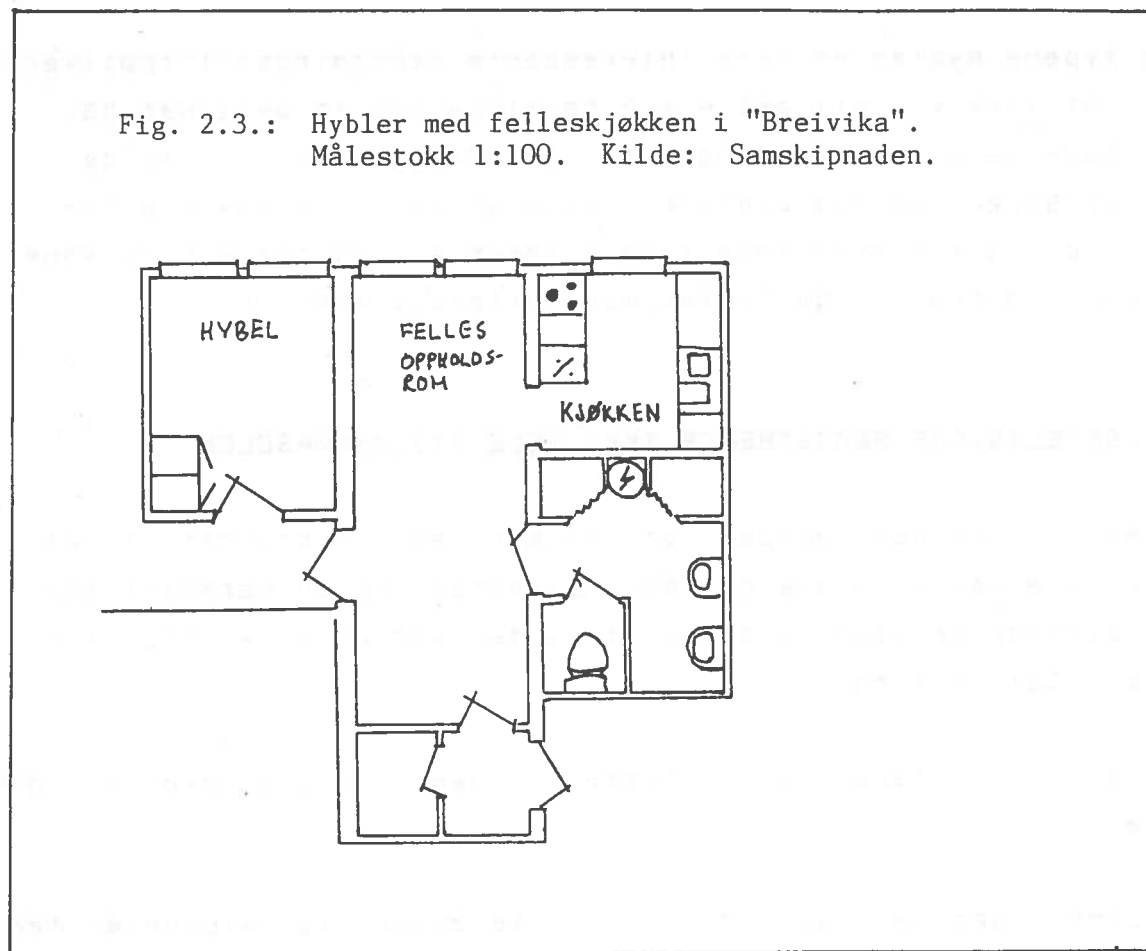 Fig. 2.3.: Hybler med felleskjøkken i "Breivika".
Målestokk 1:100. Kilde: Samskipnaden.
HYBEL
FELLES
OPPHOLDS-
ROM
KJØKKEN